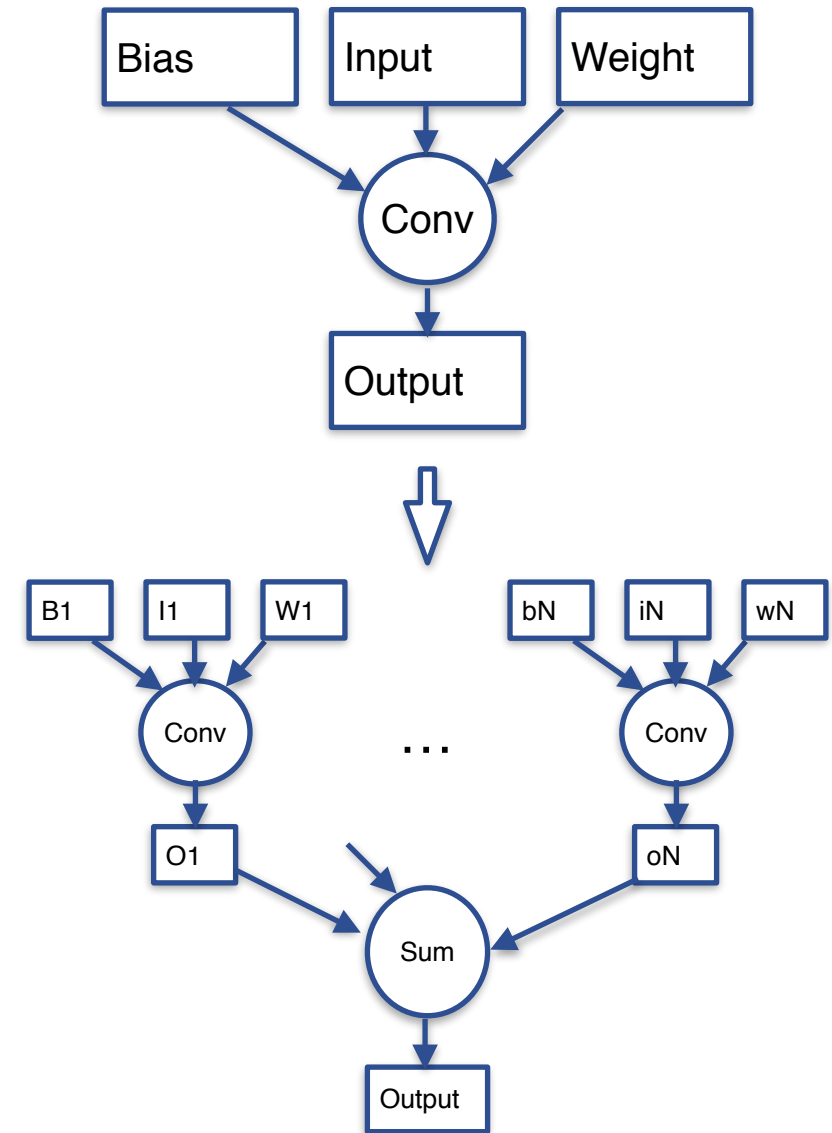 Bias
Input
Weight
Conv
Output
B1
I1
W1
bN
iN
wN
Conv
...
Conv
O1
oN
Sum
Output